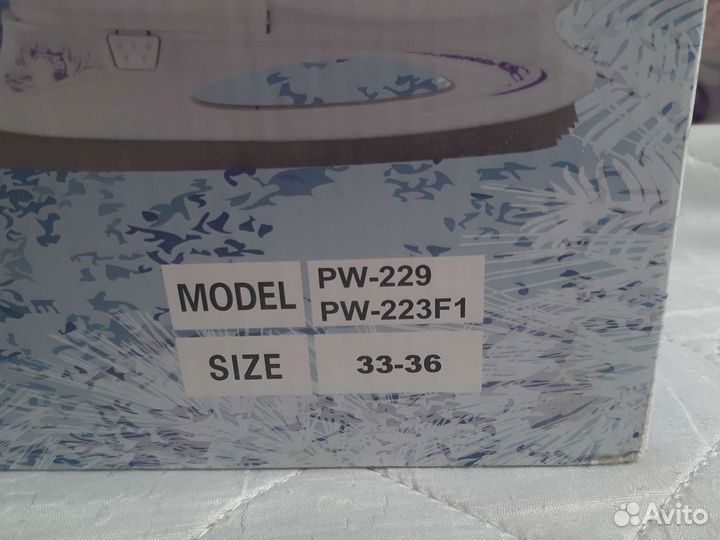 MODEL PW-229
PW-223F1
SIZE 33-36
Avito